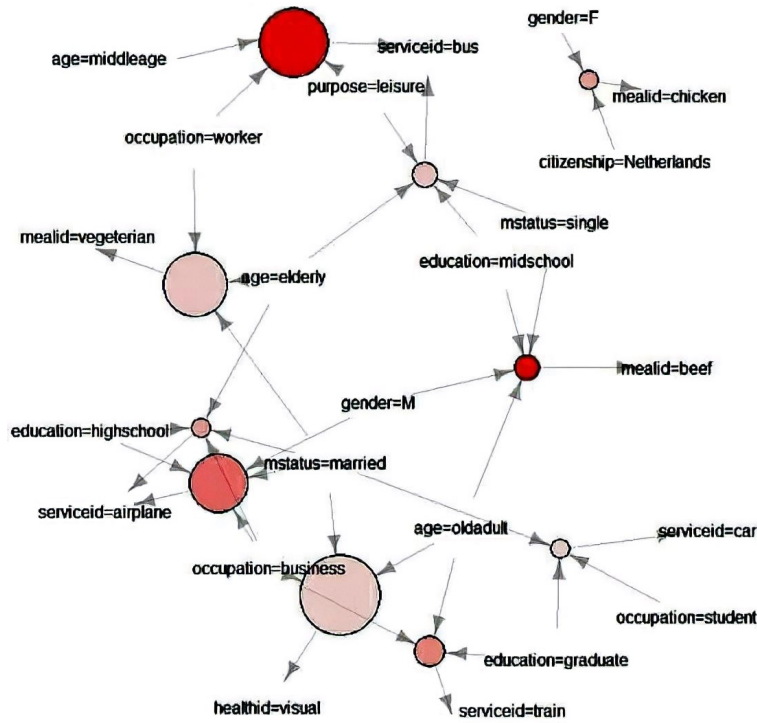 gender=F
serviceid=bus
age=middleage
purpose=leisure
mealid=chicken
occupation=worker
citizenship=Netherlands
mstatus=single
mealid=vegeterian
education=midschool
age=elderly
mealid=beef
gender=M
education=highschool
mstatus=married
serviceid=airplane
age=oldadult
serviceid=car
occupation=business
occupation=student
education=graduate
healthid=visual
serviceid=train